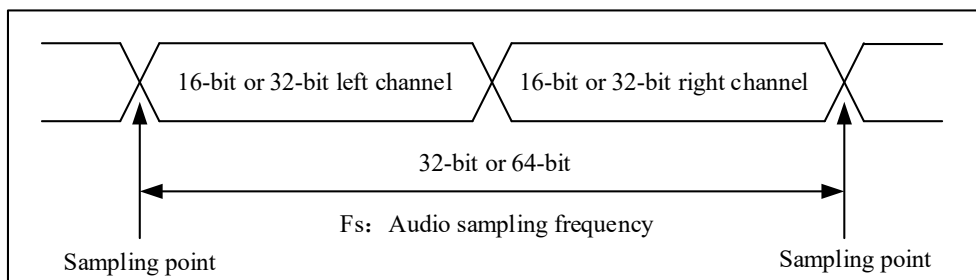 16-bit or 32-bit left channel
16-bit or 32-bit right channel
32-bit or 64-bit
Fs：Audio sampling frequency
Sampling point
Sampling point